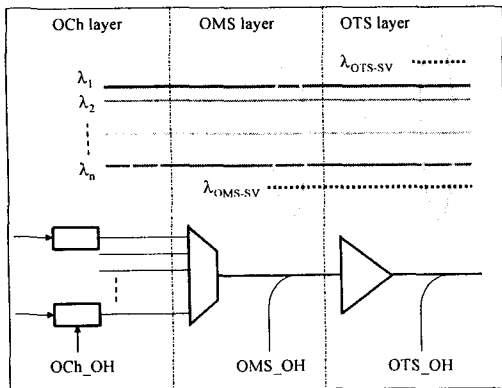 OCh layer OMS layer OTS layer
λOTS-SV
λ1
λ2
λn
λOMS-SV
OCh_OH OMS_OH OTS_OH